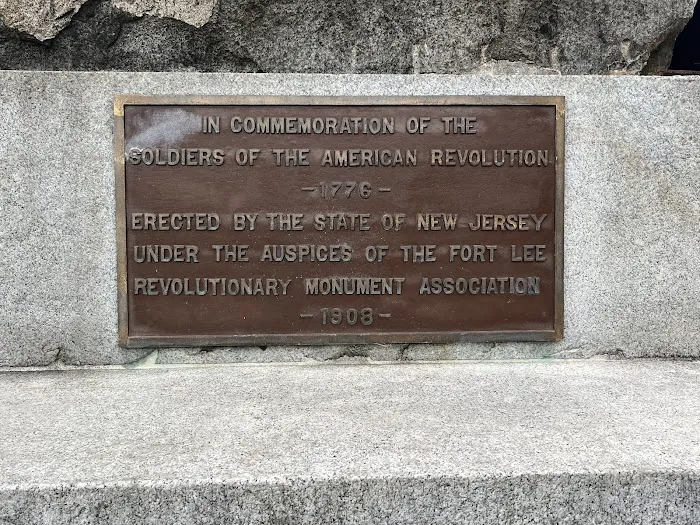 IN COMMEMORATION OF THE
SOLDIERS OF THE AMERICAN REVOLUTION
-1776-
ERECTED BY THE STATE OF NEW JERSEY
UNDER THE AUSPICES OF THE FORT LEE
REVOLUTIONARY MONUMENT ASSOCIATION
-1908-